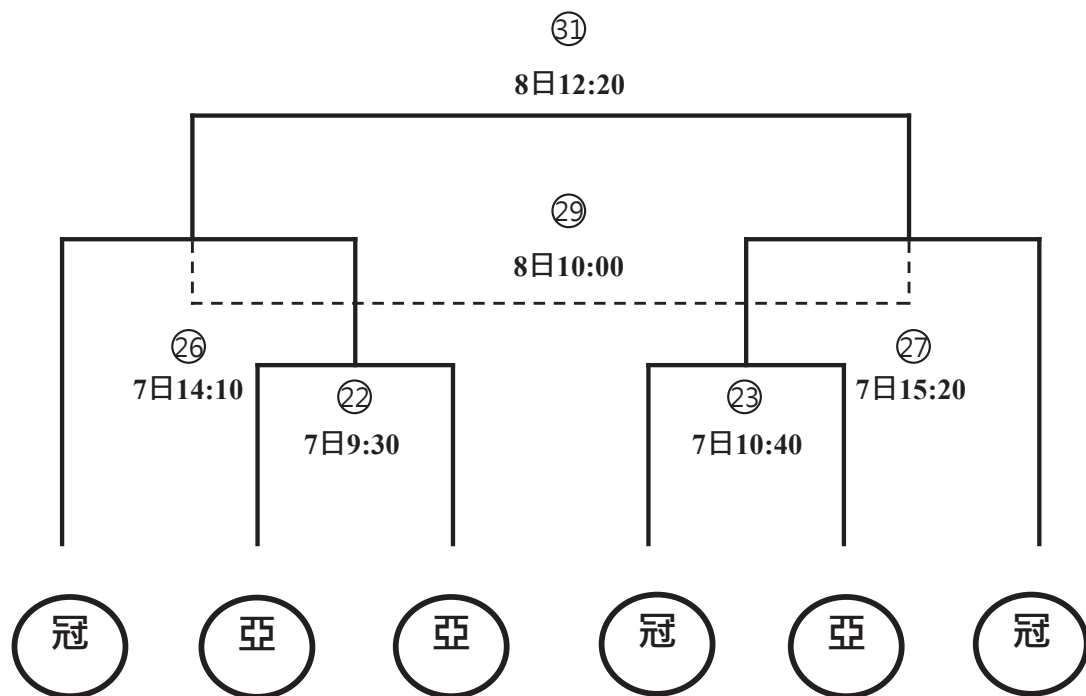 ㉛
8日12:20
㉙
8日10:00
㉖
7日14:10
㉒
7日9:30
㉓
7日10:40
㉗
7日15:20
冠 亞 亞 冠 亞 冠